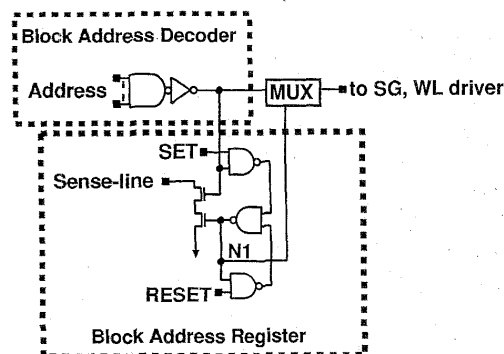 Block Address Decoder
Address
MUX
to SG, WL driver
SET
Sense-line
N1
RESET
Block Address Register